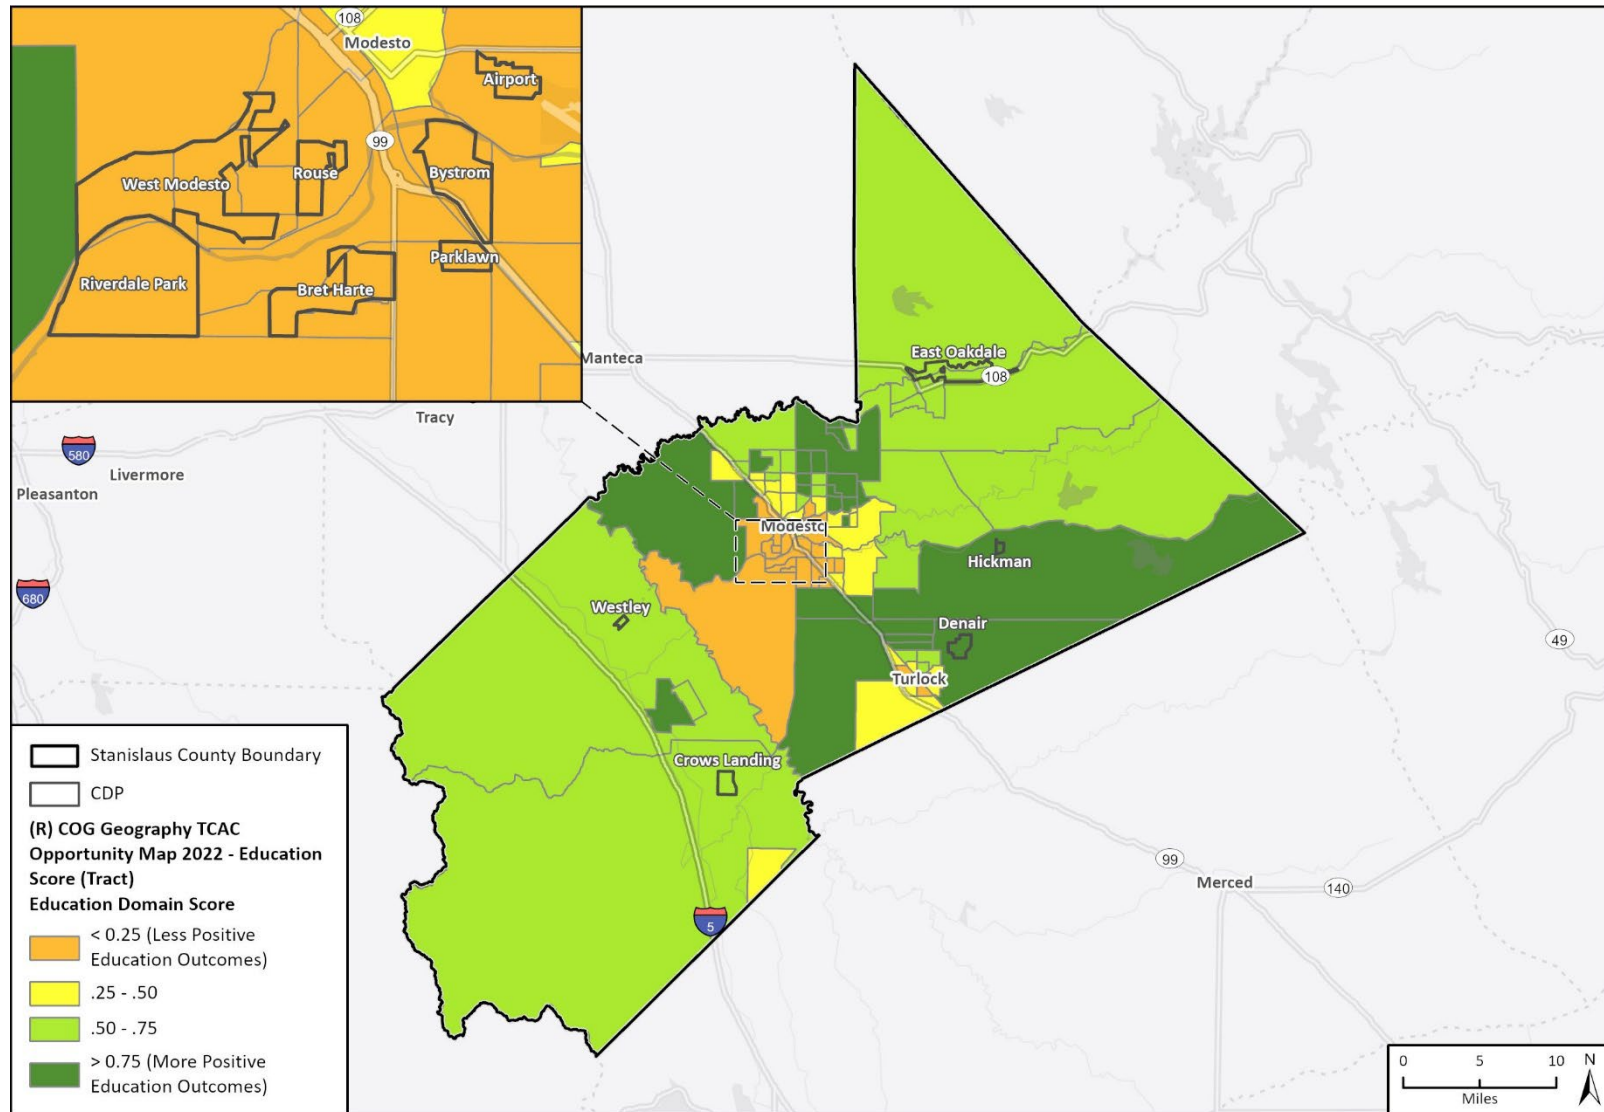 108
Modesto
Airport
99
West Modesto
Rouse
Bystrom
Parklawn
Riverdale Park
Bret Harte
Manteca
East Oakdale
108
Tracy
580
Livermore
Pleasanton
Modesto
Hickman
680
Westley
Denair
49
Turlock
Crows Landing
99
Merced
140
5
Stanislaus County Boundary
CDP
(R) COG Geography TCAC
Opportunity Map 2022 - Education
Score (Tract)
Education Domain Score
< 0.25 (Less Positive
Education Outcomes)
.25 - .50
.50 - .75
> 0.75 (More Positive
Education Outcomes)
0 5 10
Miles
N